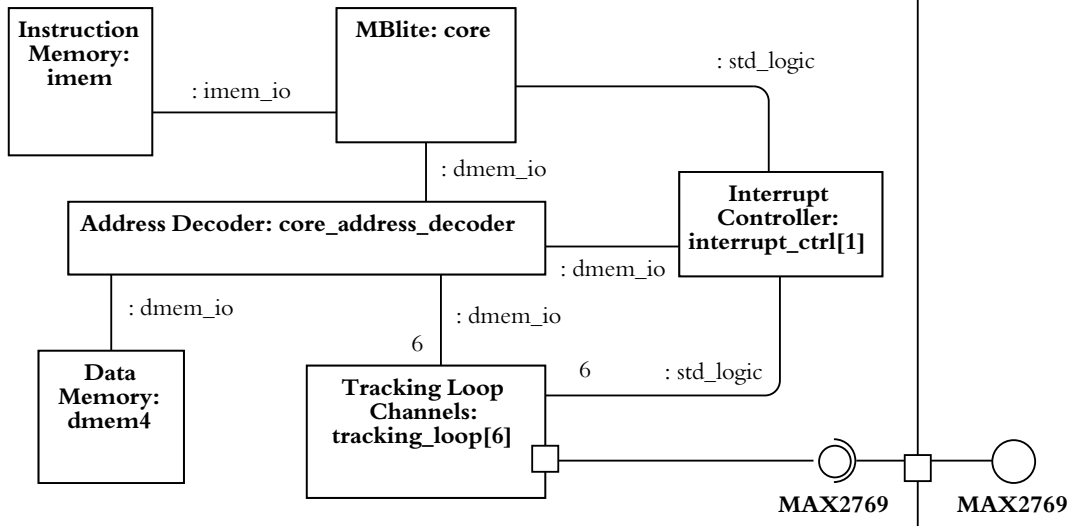 Instruction
Memory:
imem
MBlite: core
: std_logic
: imem_io
: dmem_io
Interrupt
Controller:
interrupt_ctrl[1]
Address Decoder: core_address_decoder
: dmem_io
: dmem_io
: dmem_io
6
6
: std_logic
Data
Memory:
dmem4
Tracking Loop
Channels:
tracking_loop[6]
MAX2769
MAX2769